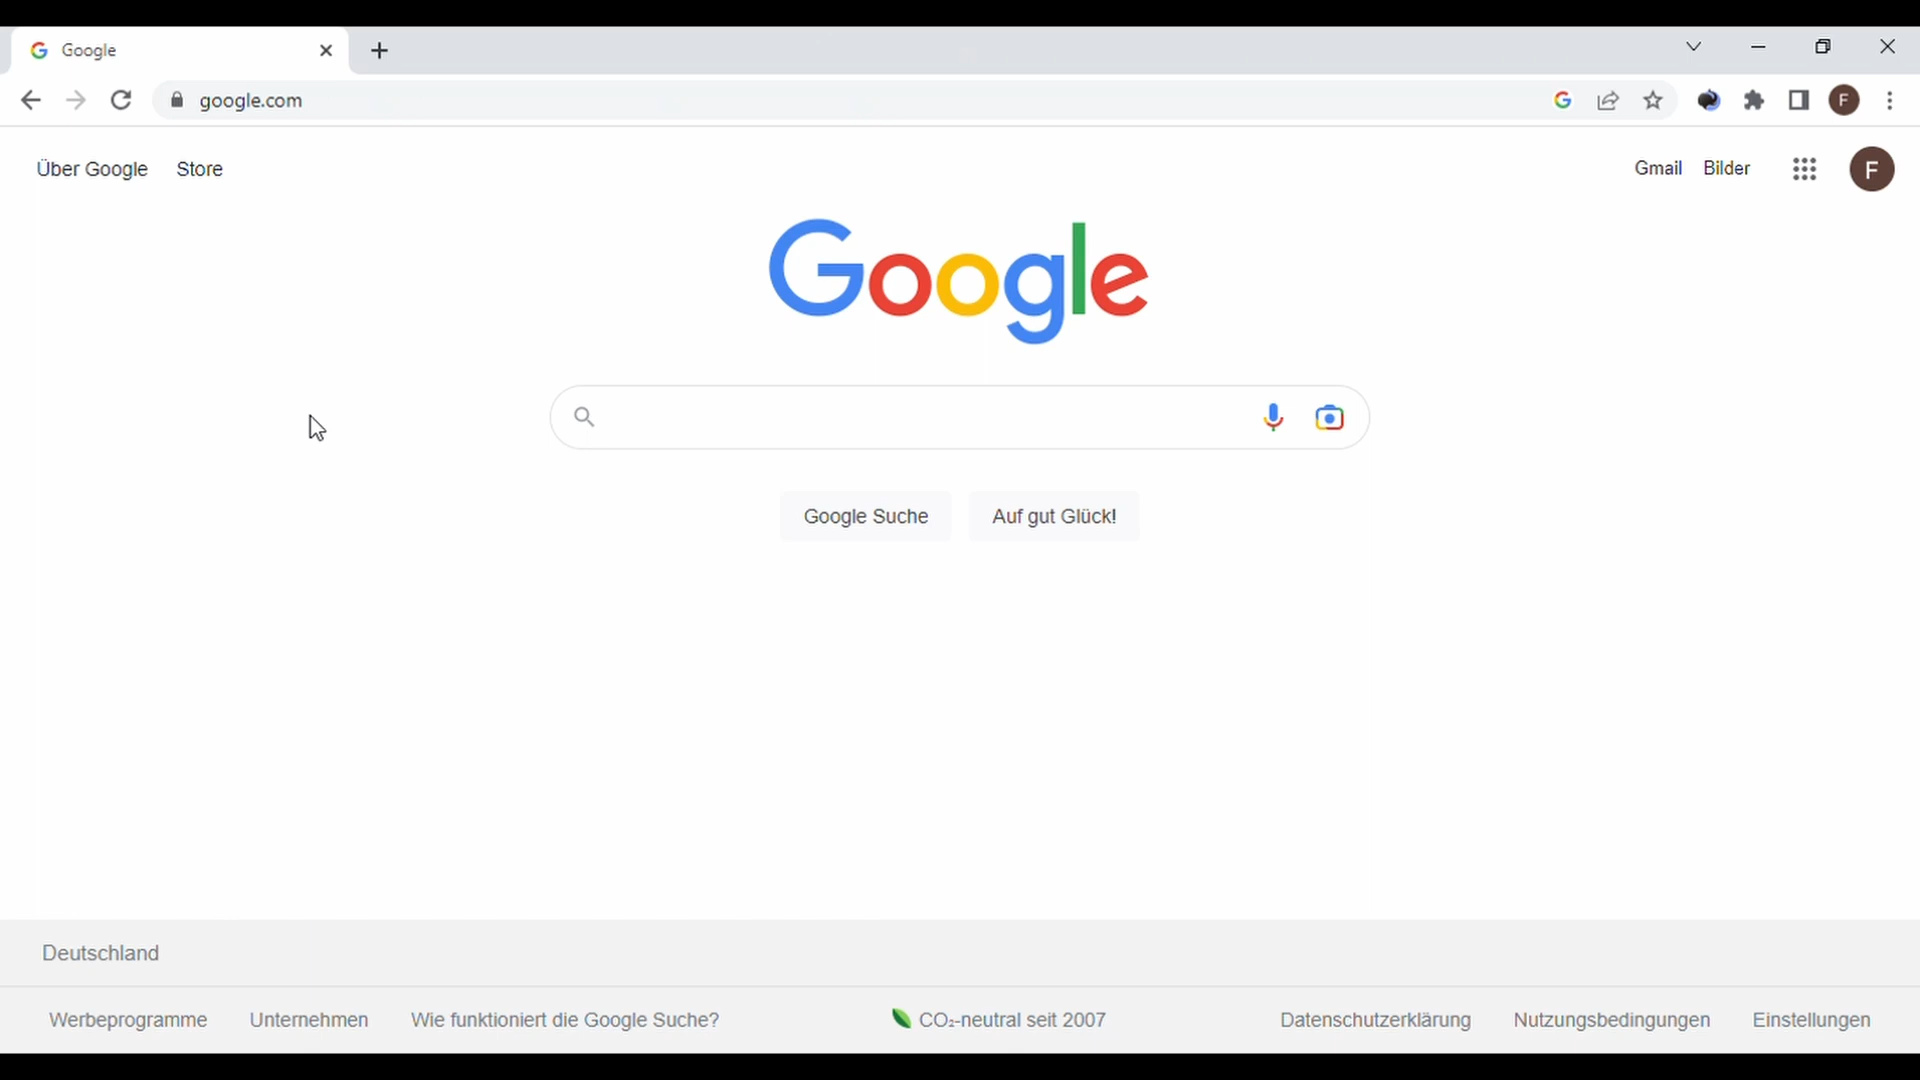 Google
google.com
F
Über Google Store
Gmail Bilder
F
Google
Google Suche
Auf gut Glück!
Deutschland
Werbeprogramme Unternehmen Wie funktioniert die Google Suche?
CO₂-neutral seit 2007
Datenschutzerklärung Nutzungsbedingungen Einstellungen